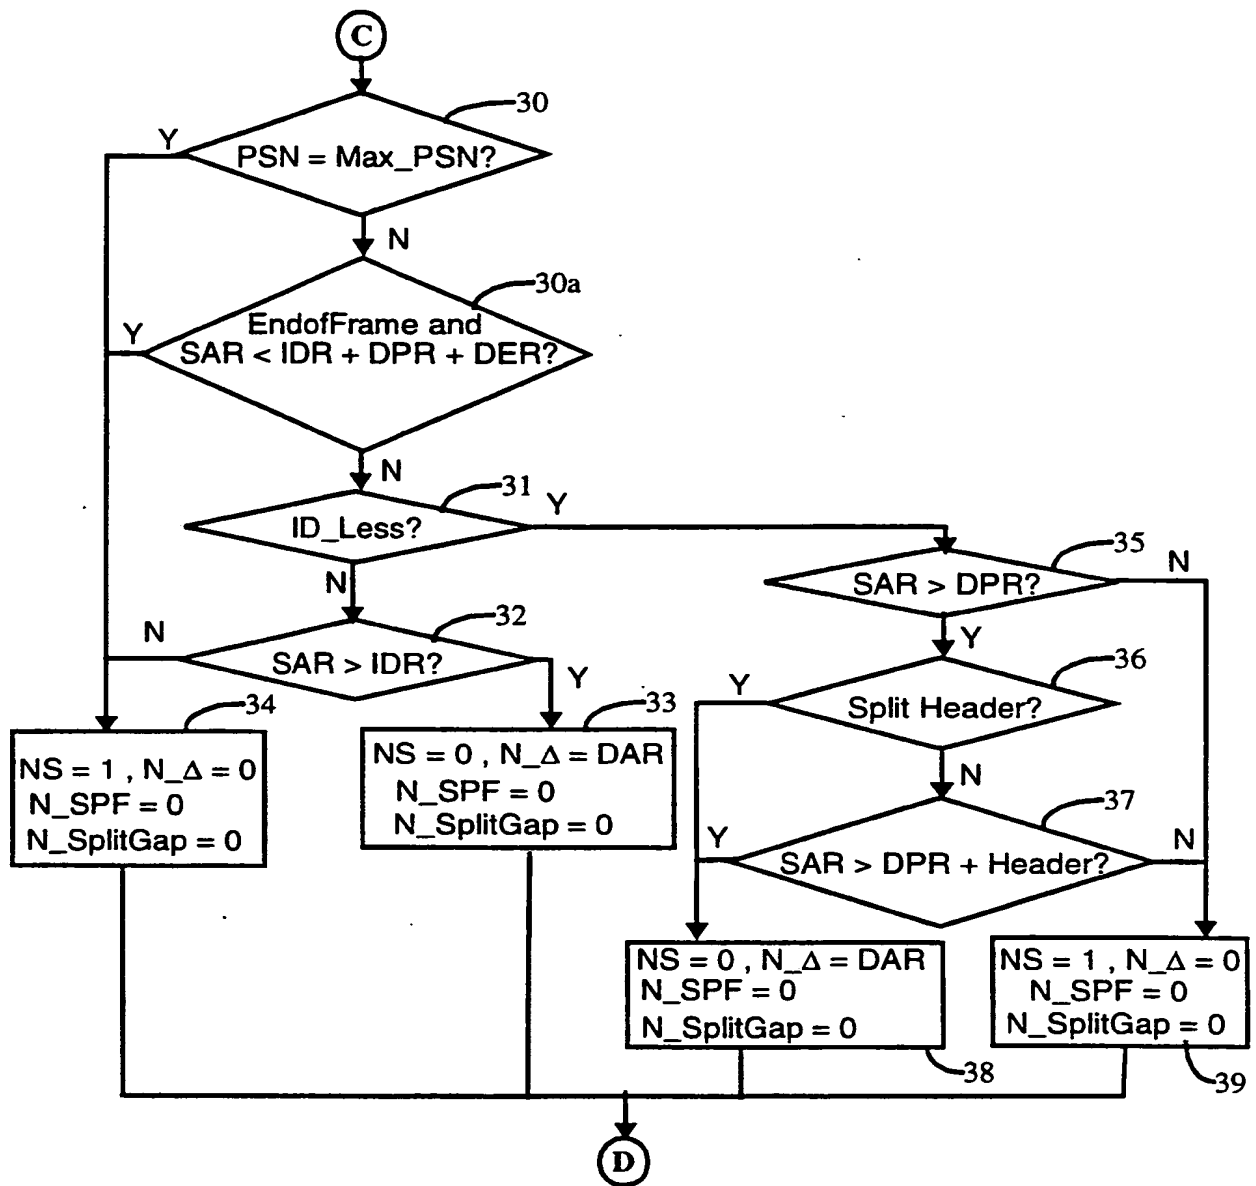 C
30
Y
PSN = Max_PSN?
N
30a
EndofFrame and
Y
SAR < IDR + DPR + DER?
N
31
Y
ID_Less?
35
N
SAR > DPR?
N
32
N
SAR > IDR?
Y
Y
36
Y
Split Header?
34
33
NS = 1 , N_Δ = 0
N_SPF = 0
N_SplitGap = 0
NS = 0 , N_Δ = DAR
N_SPF = 0
N_SplitGap = 0
N
37
Y
SAR > DPR + Header?
N
NS = 0 , N_Δ = DAR
N_SPF = 0
N_SplitGap = 0
NS = 1 , N_Δ = 0
N_SPF = 0
N_SplitGap = 0
38
39
D